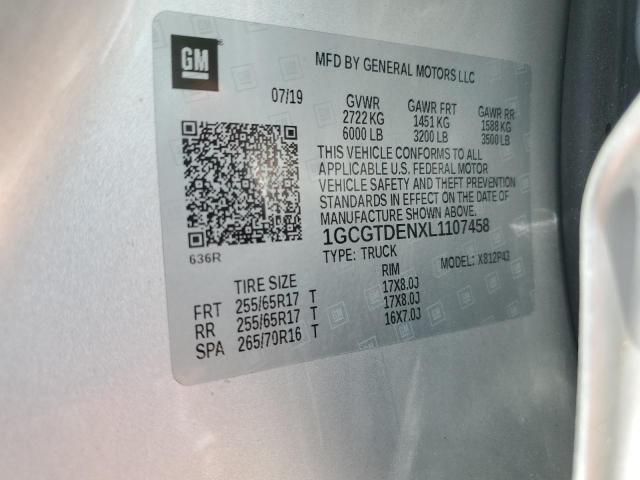 GM
MFD BY GENERAL MOTORS LLC
07/19 GVWR GAWR FRT GAWR RR
2722 KG 1451 KG 1588 KG
6000 LB 3200 LB 3500 LB
THIS VEHICLE CONFORMS TO ALL
APPLICABLE U.S. FEDERAL MOTOR
VEHICLE SAFETY AND THEFT PREVENTION
STANDARDS IN EFFECT ON THE DATE OF
MANUFACTURE SHOWN ABOVE.
1GCGTDENXL1107458
636R TYPE: TRUCK MODEL: X812P43
TIRE SIZE RIM
FRT 255/65R17 T 17X8.0J
RR 255/65R17 T 17X8.0J
SPA 265/70R16 T 16X7.0J